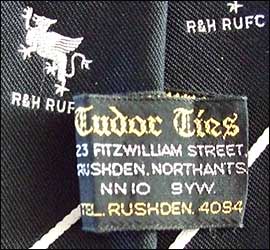 R&H RUFC
R&H RUFC
Tudor Ties
23 FITZWILLIAM STREET,
RUSHDEN, NORTHANTS
NN10 9YW.
TEL. RUSHDEN. 4094